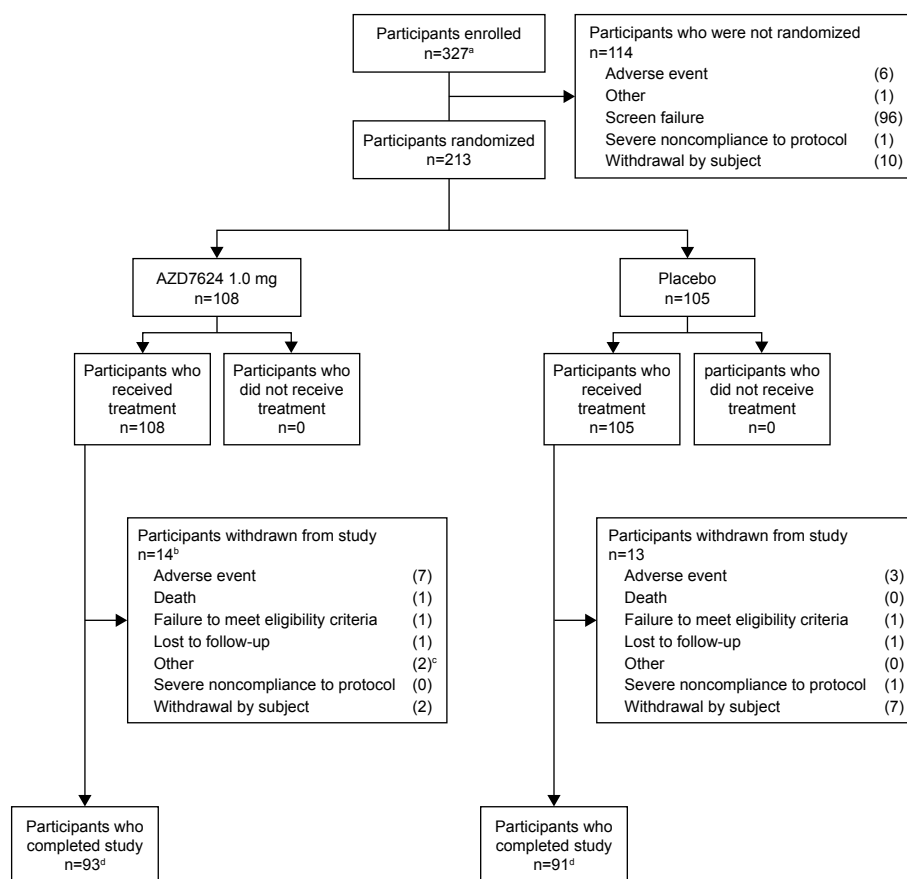 Participants enrolled
n=327ᵃ
Participants who were not randomized
n=114
Adverse event (6)
Other (1)
Screen failure (96)
Severe noncompliance to protocol (1)
Withdrawal by subject (10)
Participants randomized
n=213
AZD7624 1.0 mg
n=108
Placebo
n=105
Participants who
received
treatment
n=108
Participants who
did not receive
treatment
n=0
Participants who
received
treatment
n=105
participants who
did not receive
treatment
n=0
Participants withdrawn from study
n=14ᵇ
Adverse event (7)
Death (1)
Failure to meet eligibility criteria (1)
Lost to follow-up (1)
Other (2)ᶜ
Severe noncompliance to protocol (0)
Withdrawal by subject (2)
Participants withdrawn from study
n=13
Adverse event (3)
Death (0)
Failure to meet eligibility criteria (1)
Lost to follow-up (1)
Other (0)
Severe noncompliance to protocol (1)
Withdrawal by subject (7)
Participants who
completed study
n=93ᵈ
Participants who
completed study
n=91ᵈ